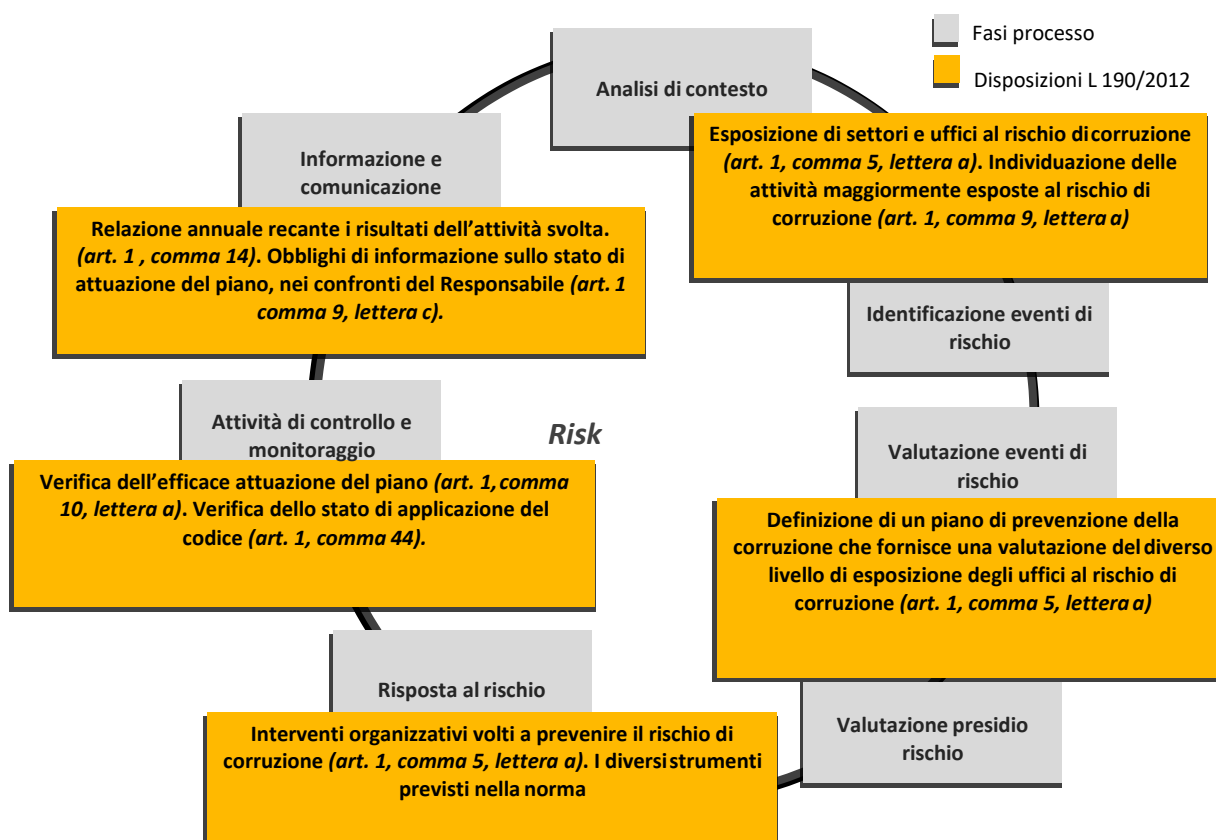 Fasi processo
Disposizioni L 190/2012
Analisi di contesto
Esposizione di settori e uffici al rischio di corruzione
(art. 1, comma 5, lettera a). Individuazione delle
attività maggiormente esposte al rischio di
corruzione (art. 1, comma 9, lettera a)
Identificazione eventi di
rischio
Valutazione eventi di
rischio
Definizione di un piano di prevenzione della
corruzione che fornisce una valutazione del diverso
livello di esposizione degli uffici al rischio di
corruzione (art. 1, comma 5, lettera a)
Valutazione presidio
rischio
Risposta al rischio
Interventi organizzativi volti a prevenire il rischio di
corruzione (art. 1, comma 5, lettera a). I diversi strumenti
previsti nella norma
Attività di controllo e
monitoraggio
Verifica dell’efficace attuazione del piano (art. 1, comma
10, lettera a). Verifica dello stato di applicazione del
codice (art. 1, comma 44).
Informazione e
comunicazione
Relazione annuale recante i risultati dell’attività svolta.
(art. 1 , comma 14). Obblighi di informazione sullo stato di
attuazione del piano, nei confronti del Responsabile (art. 1
comma 9, lettera c).
Risk